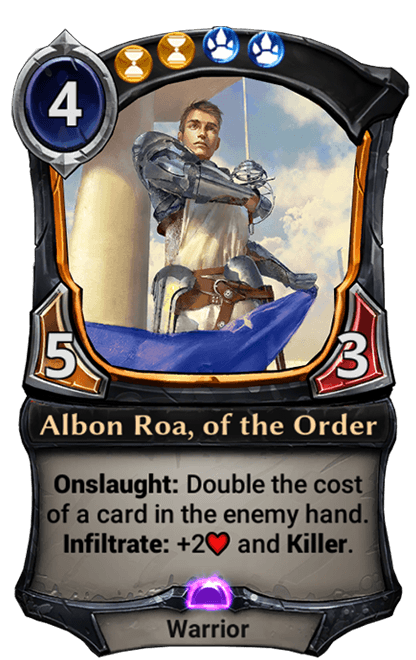 4
5
3
Albon Roa, of the Order
Onslaught: Double the cost
of a card in the enemy hand.
Infiltrate: +2❤ and Killer.
Warrior